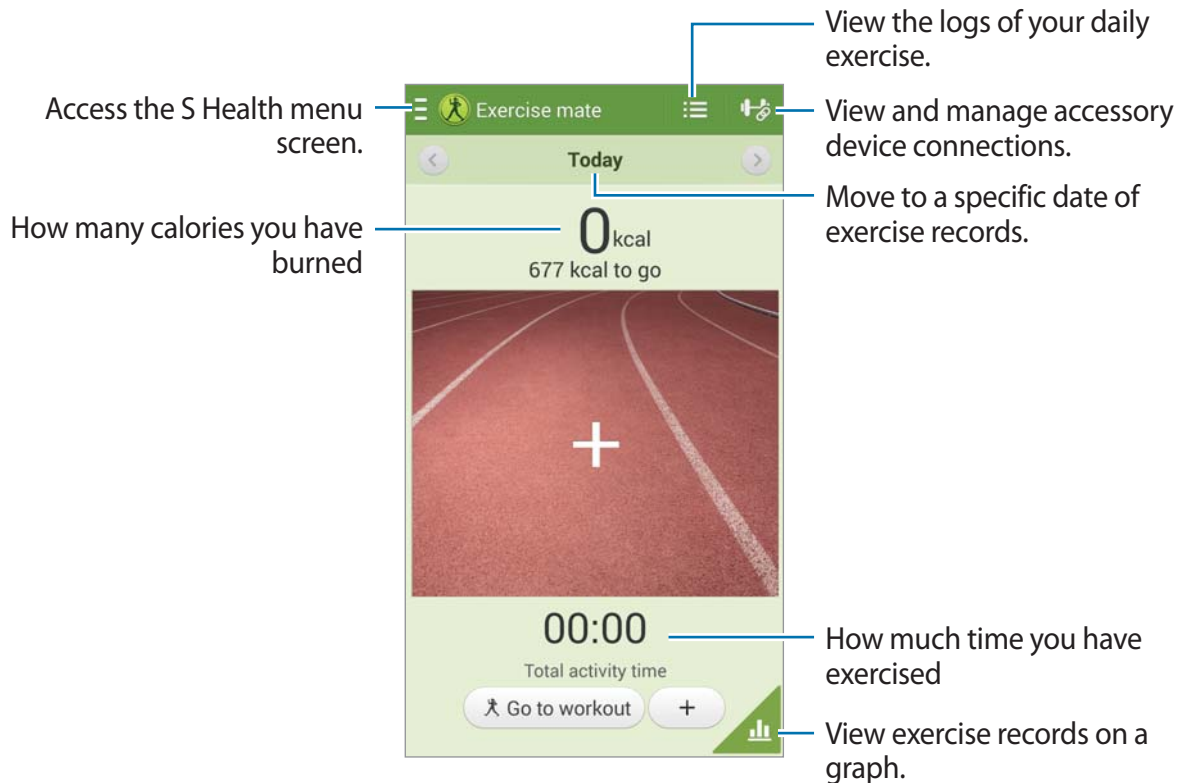 View the logs of your daily
exercise.
Access the S Health menu
screen.
Exercise mate
View and manage accessory
device connections.
Today
Move to a specific date of
exercise records.
How many calories you have
burned
0 kcal
677 kcal to go
00:00
How much time you have
exercised
Total activity time
Go to workout
+
View exercise records on a
graph.